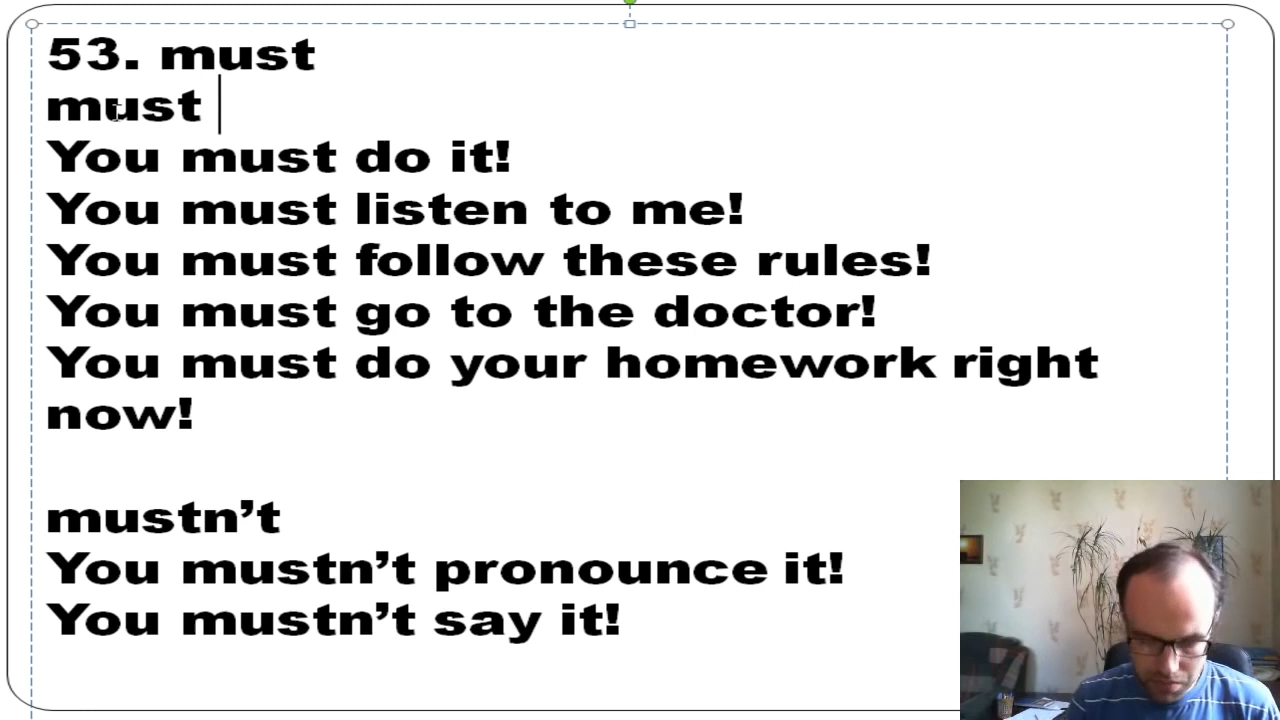 53. must
must
You must do it!
You must listen to me!
You must follow these rules!
You must go to the doctor!
You must do your homework right
now!
mustn’t
You mustn’t pronounce it!
You mustn’t say it!